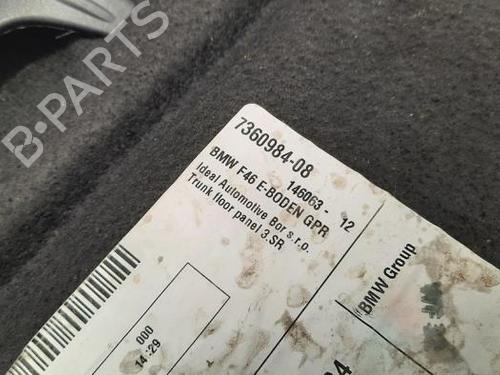 B-PARTS
7360984-08
146063- 12
BMW F46 E-BODEN GPR
Ideal Automotive Bor s.r.o.
Trunk floor panel 3.SR
BMW Group
000
14:29